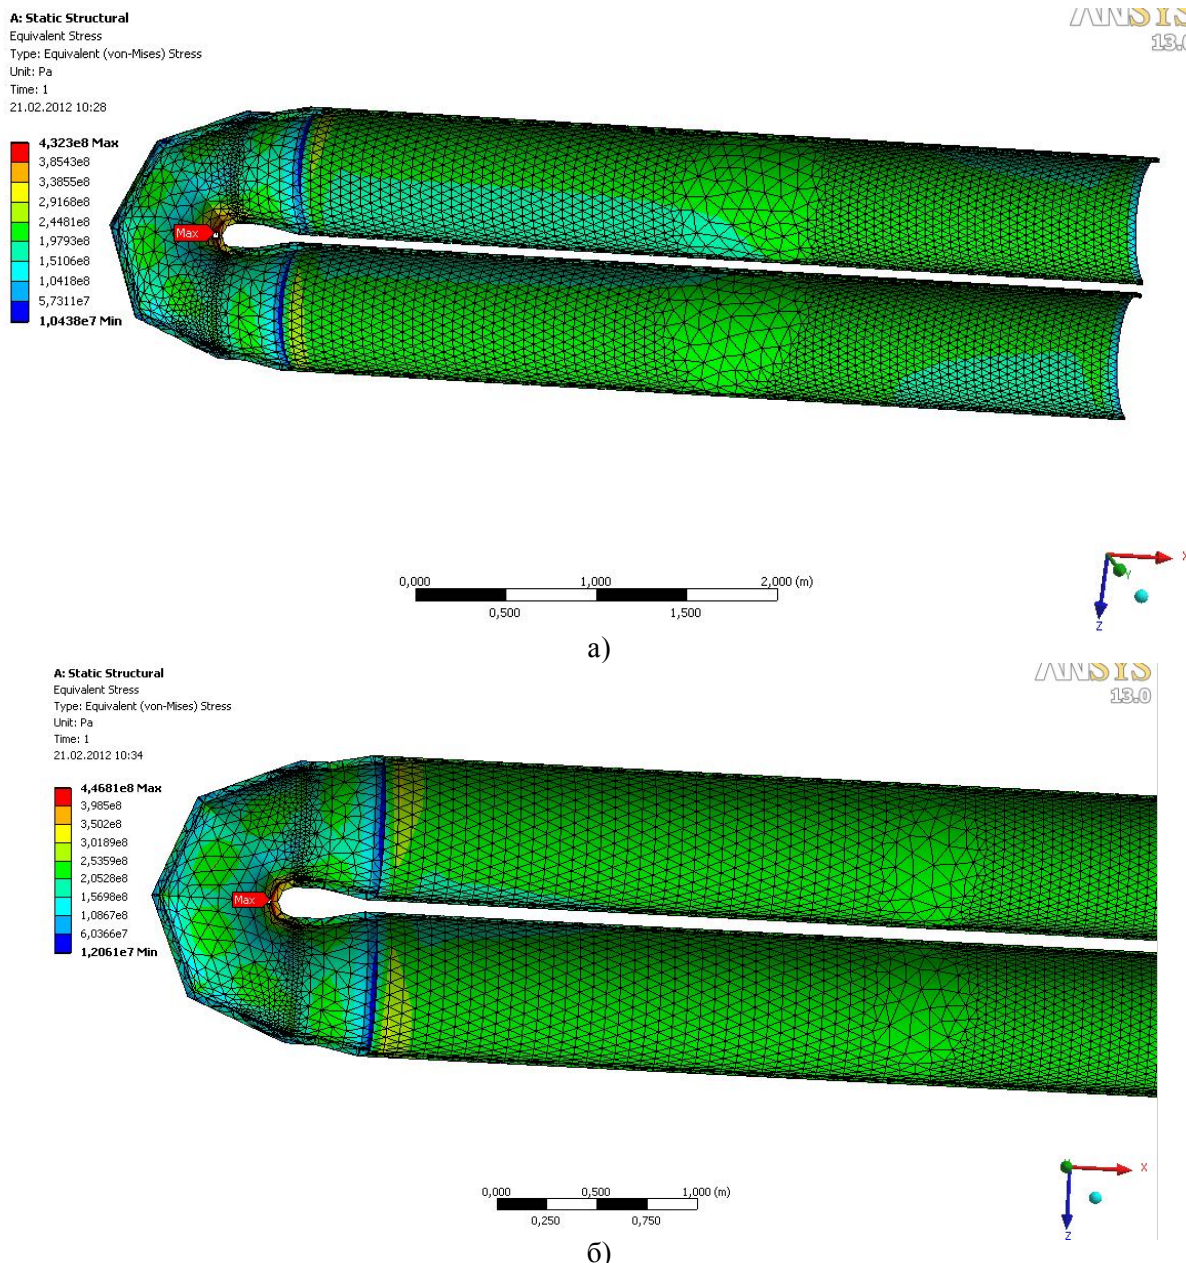 A: Static Structural
Equivalent Stress
Type: Equivalent (von-Mises) Stress
Unit: Pa
Time: 1
21.02.2012 10:28
ANSYS
13.0
4,323e8 Max
3,8543e8
3,3855e8
2,9168e8
2,4481e8
1,9793e8
1,5106e8
1,0418e8
5,7311e7
1,0438e7 Min
Max
0,000 1,000 2,000 (m)
0,500 1,500
X
Y
Z
а)
A: Static Structural
Equivalent Stress
Type: Equivalent (von-Mises) Stress
Unit: Pa
Time: 1
21.02.2012 10:34
ANSYS
13.0
4,4681e8 Max
3,985e8
3,502e8
3,0189e8
2,5359e8
2,0528e8
1,5698e8
1,0867e8
6,0366e7
1,2061e7 Min
Max
0,000 0,500 1,000 (m)
0,250 0,750
X
Z
б)